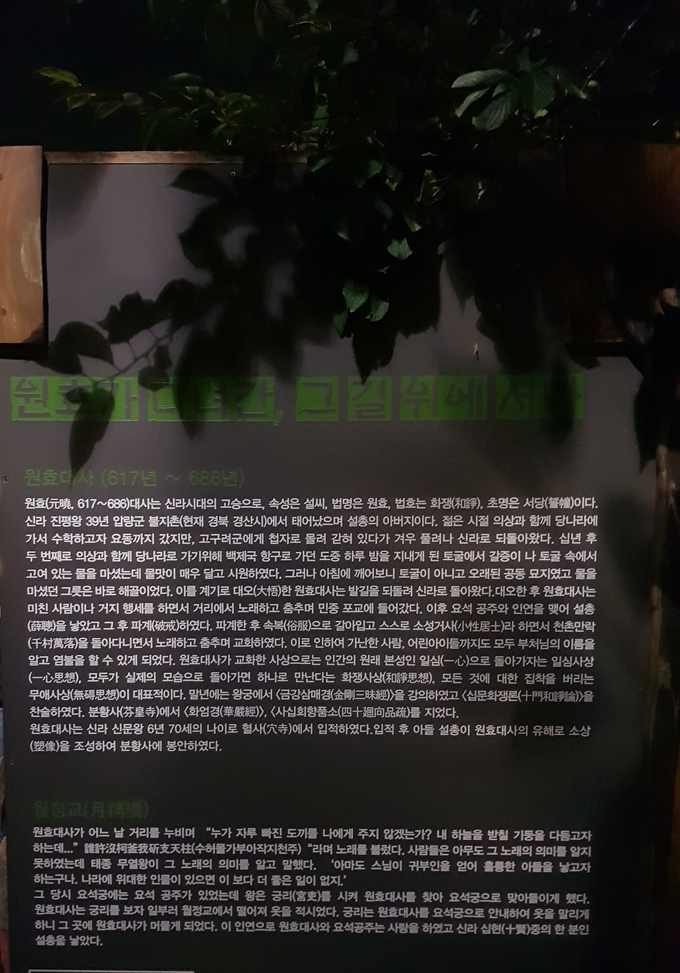 원효가 간, 그 길 위에 서다
원효대사 (617년 ~ 686년)
원효(元曉, 617~686)대사는 신라시대의 고승으로, 속성은 설씨, 법명은 원효, 법호는 화쟁(和諍), 초명은 서당(誓幢)이다.
신라 진평왕 39년 압량군 불지촌(현재 경북 경산시)에서 태어났으며 설총의 아버지이다. 젊은 시절 의상과 함께 당나라에
가서 수학하고자 요동까지 갔지만, 고구려군에게 첩자로 몰려 갇혀 있다가 겨우 풀려나 신라로 되돌아왔다. 십년 후
두 번째로 의상과 함께 당나라로 가기위해 백제국 항구로 가던 도중 하루 밤을 지내게 된 토굴에서 갈증이 나 토굴 속에서
고여 있는 물을 마셨는데 물맛이 매우 달고 시원하였다. 그러나 아침에 깨어보니 토굴이 아니고 오래된 공동 묘지였고 물을
마셨던 그릇은 바로 해골이었다. 이를 계기로 대오(大悟)한 원효대사는 발길을 되돌려 신라로 돌아왔다.대오한 후 원효대사는
미친 사람이나 거지 행세를 하면서 거리에서 노래하고 춤추며 민중 포교에 들어갔다. 이후 요석 공주와 인연을 맺어 설총
(薛聰)을 낳았고 그 후 파계(破戒)하였다. 파계한 후 속복(俗服)으로 갈아입고 스스로 소성거사(小性居士)라 하면서 천촌만락
(千村萬落)을 돌아다니면서 노래하고 춤추며 교화하였다. 이로 인하여 가난한 사람, 어린아이들까지도 모두 부처님의 이름을
알고 염불을 할 수 있게 되었다. 원효대사가 교화한 사상으로는 인간의 원래 본성인 일심(一心)으로 돌아가자는 일심사상
(一心思想), 모두가 실제의 모습으로 돌아가면 하나로 만난다는 화쟁사상(和諍思想), 모든 것에 대한 집착을 버리는
무애사상(無碍思想)이 대표적이다. 말년에는 왕궁에서 〈금강삼매경(金剛三昧經)〉을 강의하였고 〈십문화쟁론(十門和諍論)〉을
찬술하였다. 분황사(芬皇寺)에서 〈화엄경(華嚴經)〉, 〈사십회향품소(四十廻向品疏)를 지었다.
원효대사는 신라 신문왕 6년 70세의 나이로 혈사(穴寺)에서 입적하였다.입적 후 아들 설총이 원효대사의 유해로 소상
(塑像)을 조성하여 분황사에 봉안하였다.
월정교(月精橋)
원효대사가 어느 날 거리를 누비며 “누가 자루 빠진 도끼를 나에게 주지 않겠는가? 내 하늘을 받칠 기둥을 다듬고자
하는데...” 誰許沒柯釜我斫支天柱(수허몰가부아작지천주) “라며 노래를 불렀다. 사람들은 아무도 그 노래의 의미를 알지
못하였는데 태종 무열왕이 그 노래의 의미를 알고 말했다. ‘아마도 스님이 귀부인을 얻어 훌륭한 아들을 낳고자
하는구나. 나라에 위대한 인물이 있으면 이 보다 더 좋은 일이 없지.’
그 당시 요석궁에는 요석 공주가 있었는데 왕은 궁리(宮吏)를 시켜 원효대사를 찾아 요석궁으로 맞아들이게 했다.
원효대사는 궁리를 보자 일부러 월정교에서 떨어져 옷을 적시었다. 궁리는 원효대사를 요석궁으로 안내하여 옷을 말리게
하니 그 곳에 원효대사가 머물게 되었다. 이 인연으로 원효대사와 요석공주는 사랑을 하였고 신라 십현(十賢)중의 한 분인
설총을 낳았다.